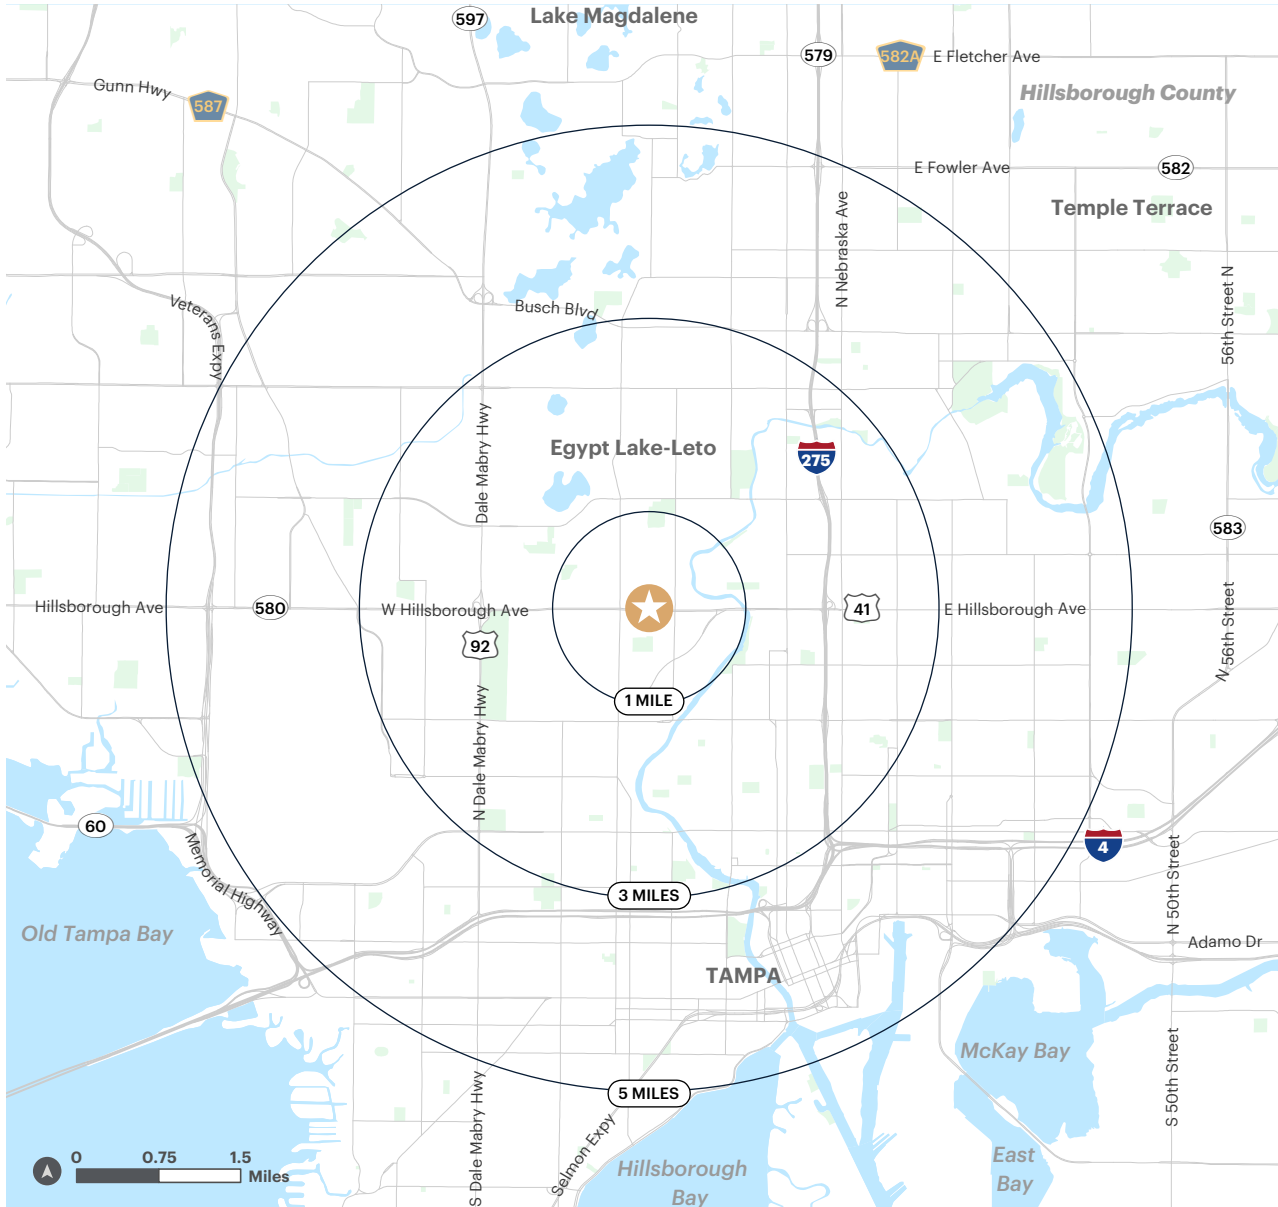 597
Lake Magdalene
579
582A
E Fletcher Ave
Gunn Hwy
587
Hillsborough County
E Fowler Ave
582
Temple Terrace
N Nebraska Ave
Veterans Expy
Busch Blvd
56th Street N
Dale Mabry Hwy
Egypt Lake-Leto
275
583
Hillsborough Ave
580
W Hillsborough Ave
41
E Hillsborough Ave
92
N 56th Street
1 MILE
N Dale Mabry Hwy
60
Memorial Highway
4
N 50th Street
3 MILES
Old Tampa Bay
Adamo Dr
TAMPA
McKay Bay
S 50th Street
5 MILES
S Dale Mabry Hwy
Selmon Expy
0 0.75 1.5
Miles
Hillsborough
Bay
East
Bay